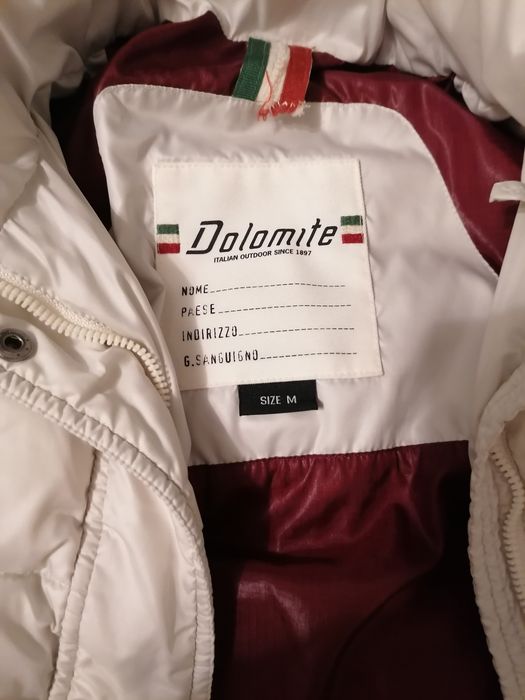 Dolomite
ITALIAN OUTDOOR SINCE 1897
NOME
PAESE
INDIRIZZO
G.SANGUIGNO
SIZE M